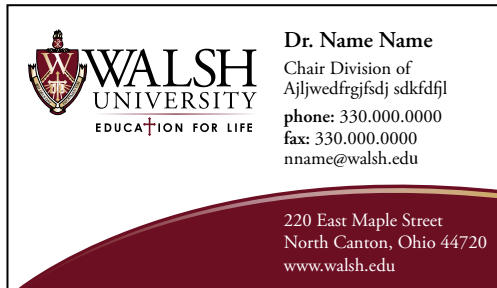 WALSH
UNIVERSITY
EDUCATION FOR LIFE
Dr. Name Name
Chair Division of
Ajljwedfrgjfsdj sdkfdfjl
phone: 330.000.0000
fax: 330.000.0000
nname@walsh.edu
220 East Maple Street
North Canton, Ohio 44720
www.walsh.edu